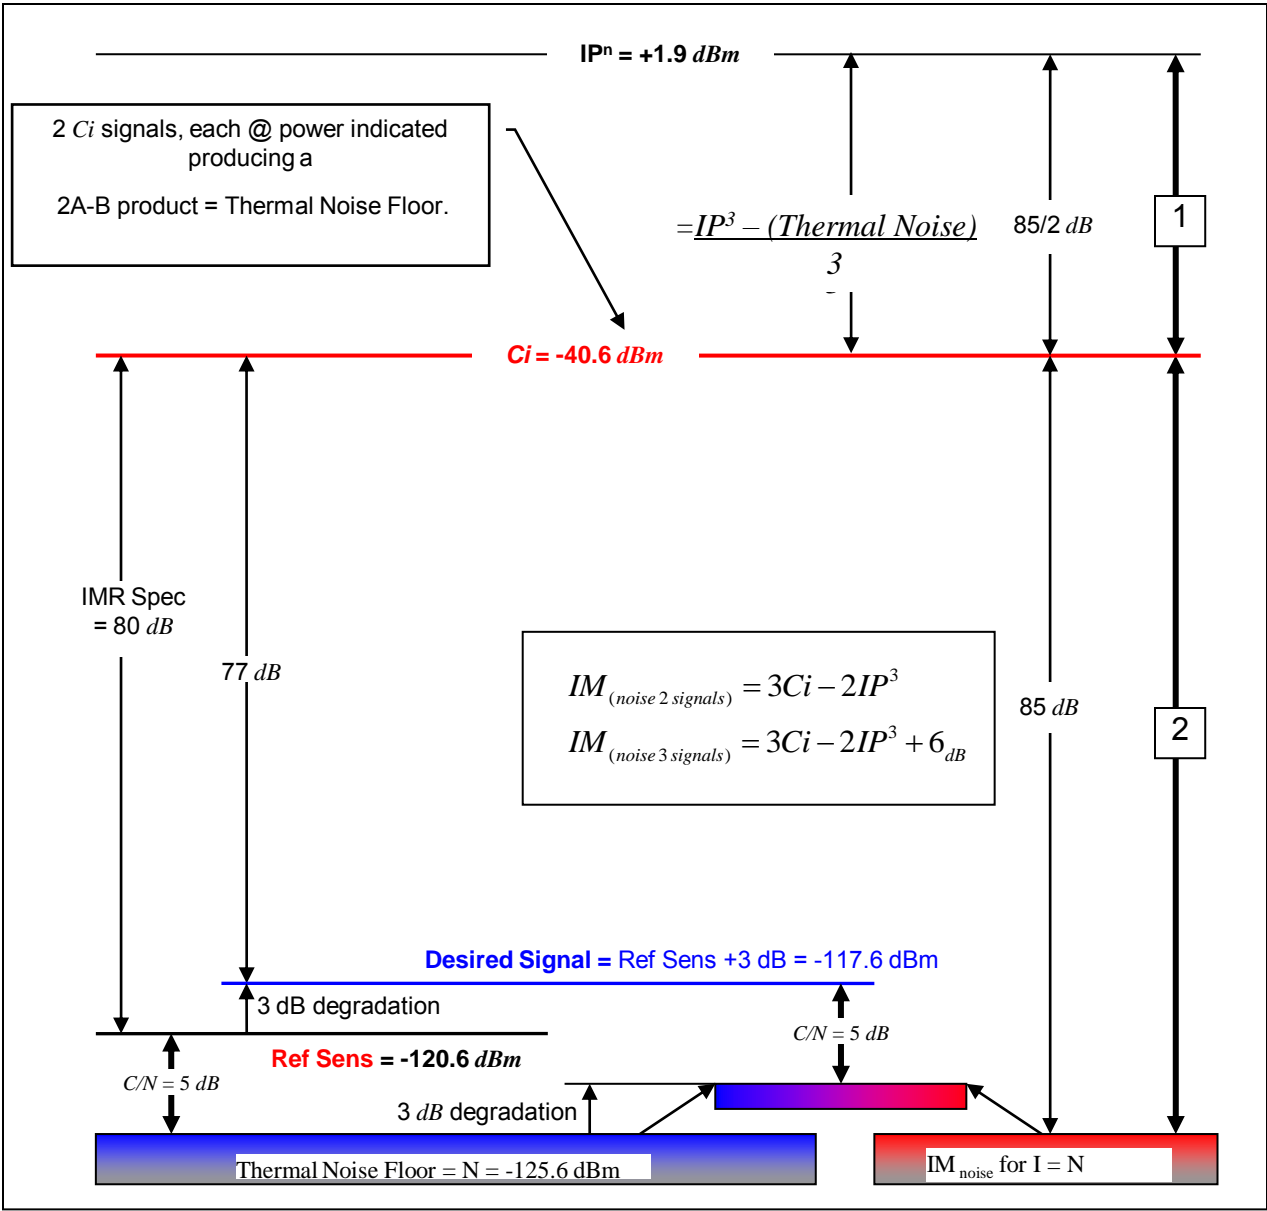 IPⁿ = +1.9 dBm
2 Ci signals, each @ power indicated
producing a
2A-B product = Thermal Noise Floor.
=IP³ – (Thermal Noise)
3
85/2 dB
1
Ci = -40.6 dBm
IMR Spec
= 80 dB
77 dB
IM (noise 2 signals) = 3Ci − 2IP³
IM (noise 3 signals) = 3Ci − 2IP³ + 6 dB
85 dB
2
Desired Signal = Ref Sens +3 dB = -117.6 dBm
3 dB degradation
C/N = 5 dB
Ref Sens = -120.6 dBm
C/N = 5 dB
3 dB degradation
Thermal Noise Floor = N = -125.6 dBm
IM noise for I = N